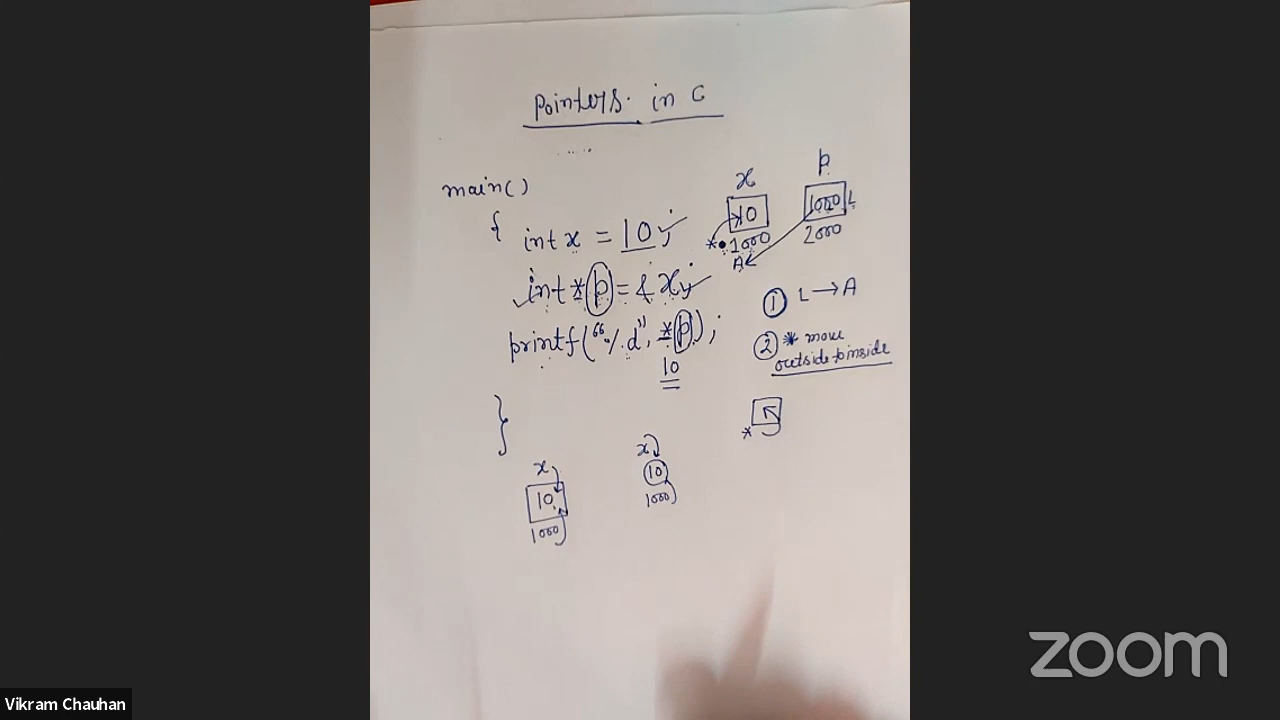 Pointers. in C
main()
{
int x = 10;
int *p = & x;
printf("%.d", *p);
10
}
x
10
* 1000
A
p
1000 L
2000
① L → A
② * move
outside to inside
*
x
10
1000
x
10
1000
Vikram Chauhan
zoom